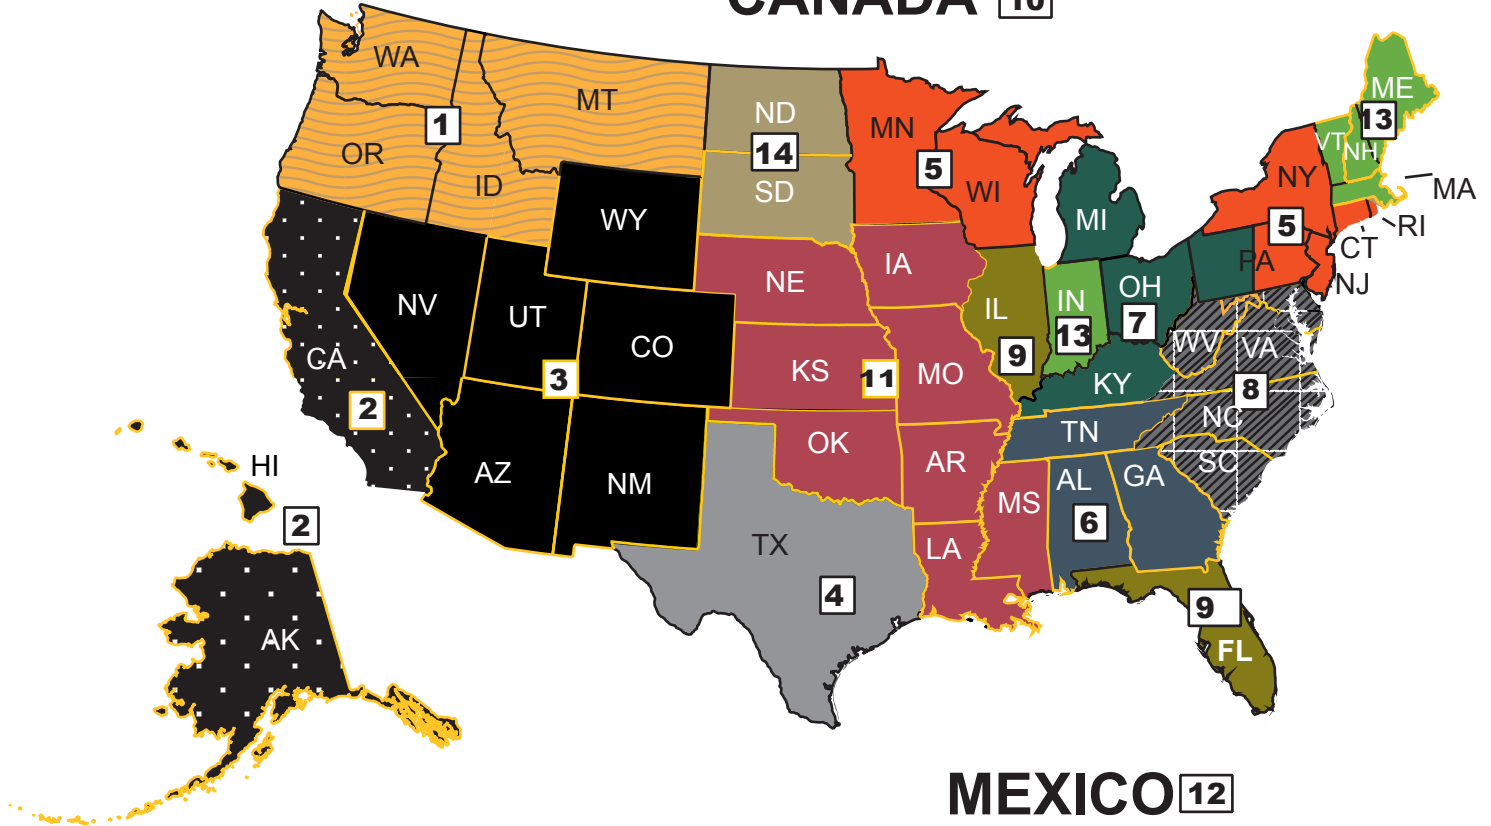 CANADA 10
WA
MT
OR
1
ID
ND
14
SD
MN
5
WI
MI
ME
13
VT
NH
NY
MA
RI
5
CT
PA
NJ
WY
NV
UT
CO
3
CA
2
NE
IA
KS
11
MO
IL
9
IN
13
OH
7
KY
WV
VA
8
NC
SC
TN
AZ
NM
OK
AR
MS
AL
6
GA
LA
TX
4
9
FL
HI
2
AK
MEXICO 12